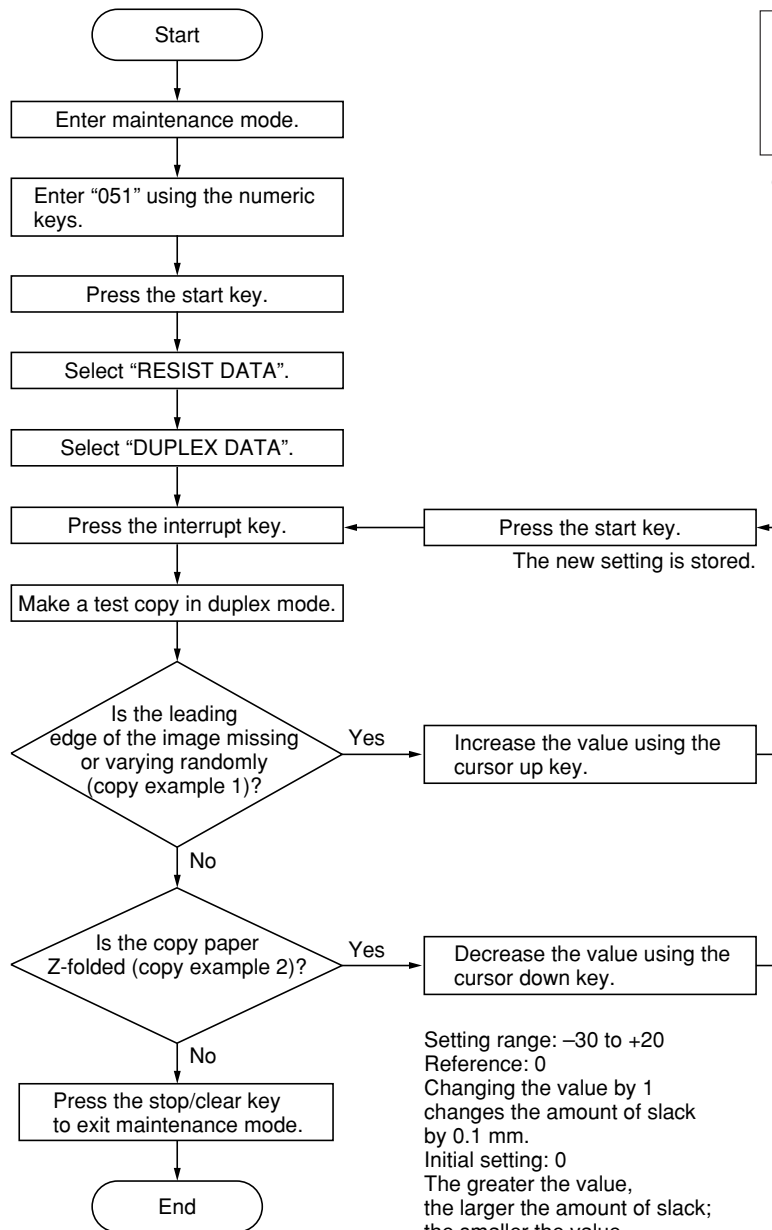 Start
Enter maintenance mode.
Enter “051” using the numeric
keys.
Press the start key.
Select “RESIST DATA”.
Select “DUPLEX DATA”.
Press the interrupt key.
Press the start key.
The new setting is stored.
Make a test copy in duplex mode.
Is the leading
edge of the image missing
or varying randomly
(copy example 1)?
Yes
Increase the value using the
cursor up key.
No
Is the copy paper
Z-folded (copy example 2)?
Yes
Decrease the value using the
cursor down key.
No
Press the stop/clear key
to exit maintenance mode.
End
Setting range: –30 to +20
Reference: 0
Changing the value by 1
changes the amount of slack
by 0.1 mm.
Initial setting: 0
The greater the value,
the larger the amount of slack;
the smaller the value,